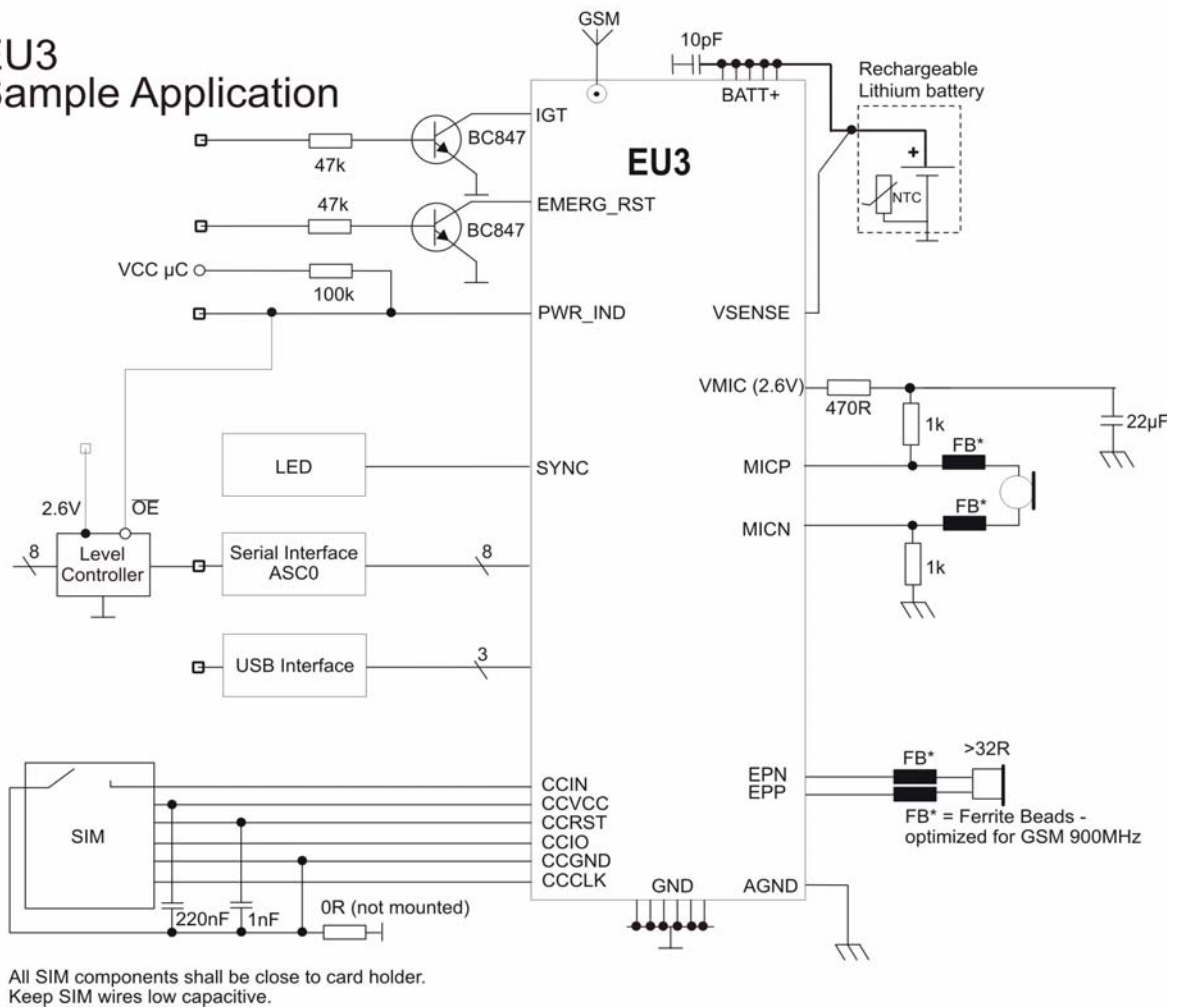 EU3
Sample Application
GSM
10pF
BATT+
Rechargeable
Lithium battery
+
NTC
IGT
BC847
47k
EU3
47k
EMERG_RST
BC847
VCC µC
100k
PWR_IND
VSENSE
VMIC (2.6V)
470R
1k
22µF
FB*
LED
SYNC
MICP
2.6V
OE
FB*
MICN
8
Level
Controller
Serial Interface
ASC0
8
1k
USB Interface
3
SIM
CCIN
CCVCC
CCRST
CCIO
CCGND
CCCLK
EPN
EPP
FB*
>32R
FB* = Ferrite Beads -
optimized for GSM 900MHz
GND
AGND
220nF
1nF
0R (not mounted)
All SIM components shall be close to card holder.
Keep SIM wires low capacitive.